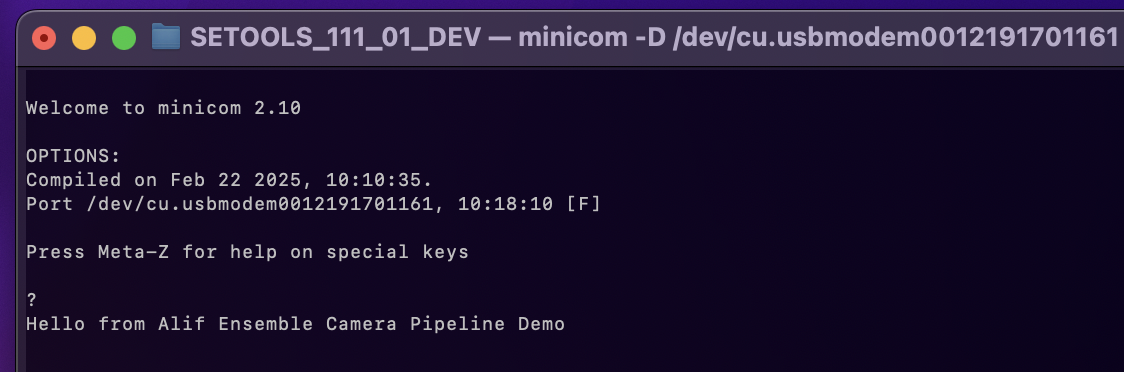 SETOOLS_111_01_DEV — minicom -D /dev/cu.usbmodem0012191701161
Welcome to minicom 2.10
OPTIONS:
Compiled on Feb 22 2025, 10:10:35.
Port /dev/cu.usbmodem0012191701161, 10:18:10 [F]
Press Meta-Z for help on special keys
?
Hello from Alif Ensemble Camera Pipeline Demo